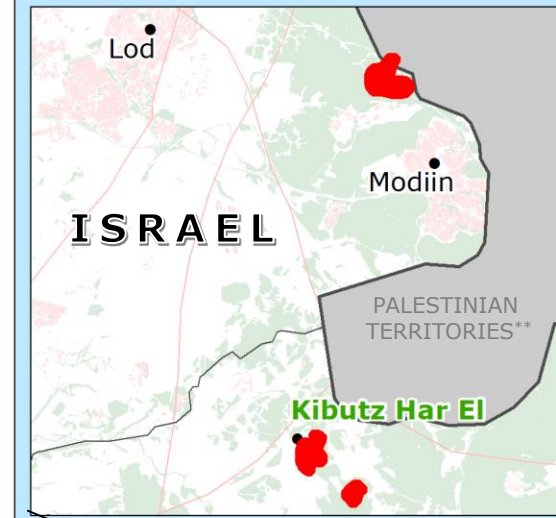 Lod
Modiin
ISRAEL
PALESTINIAN
TERRITORIES**
Kibutz Har El